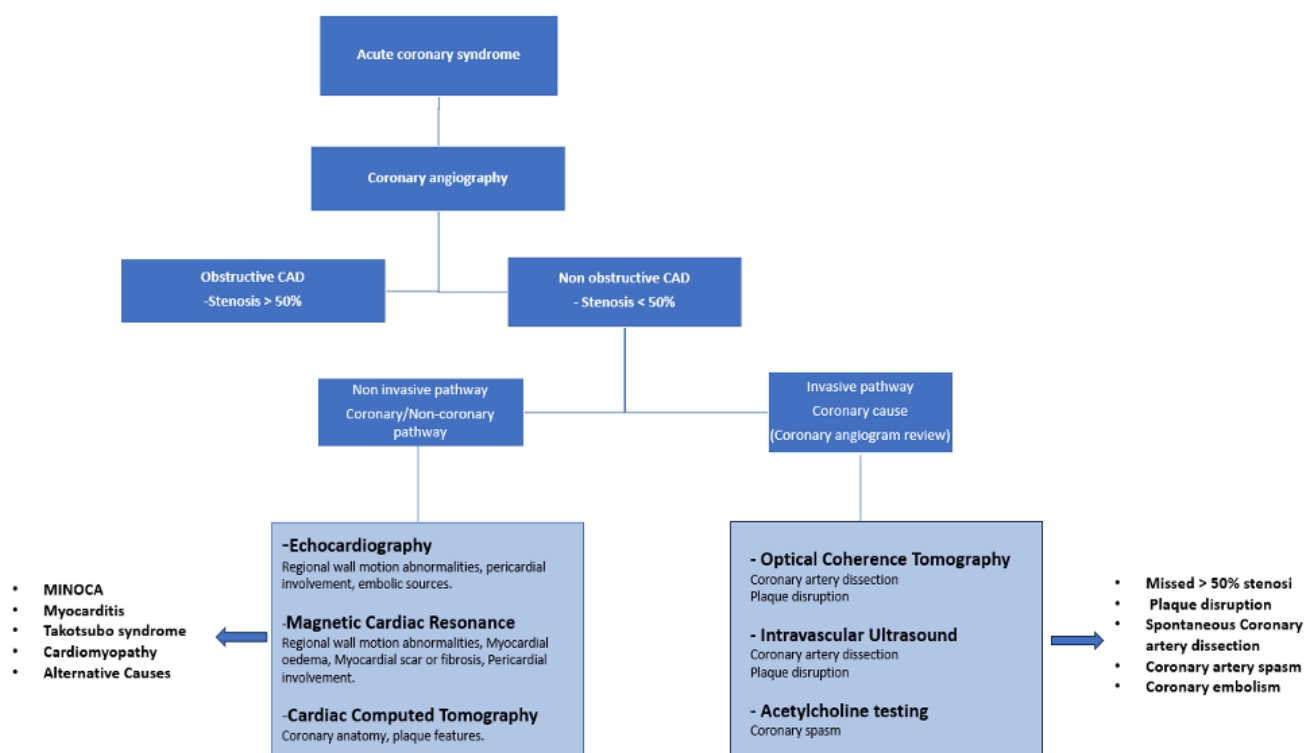 Acute coronary syndrome
Coronary angiography
Obstructive CAD
-Stenosis > 50%
Non obstructive CAD
- Stenosis < 50%
Non invasive pathway
Coronary/Non-coronary
pathway
Invasive pathway
Coronary cause
(Coronary angiogram review)
-Echocardiography
Regional wall motion abnormalities, pericardial
involvement, embolic sources.
-Magnetic Cardiac Resonance
Regional wall motion abnormalities, Myocardial
oedema, Myocardial scar or fibrosis, Pericardial
involvement.
-Cardiac Computed Tomography
Coronary anatomy, plaque features.
• MINOCA
• Myocarditis
• Takotsubo syndrome
• Cardiomyopathy
• Alternative Causes
- Optical Coherence Tomography
Coronary artery dissection
Plaque disruption
- Intravascular Ultrasound
Coronary artery dissection
Plaque disruption
- Acetylcholine testing
Coronary spasm
• Missed > 50% stenosi
• Plaque disruption
• Spontaneous Coronary
artery dissection
• Coronary artery spasm
• Coronary embolism